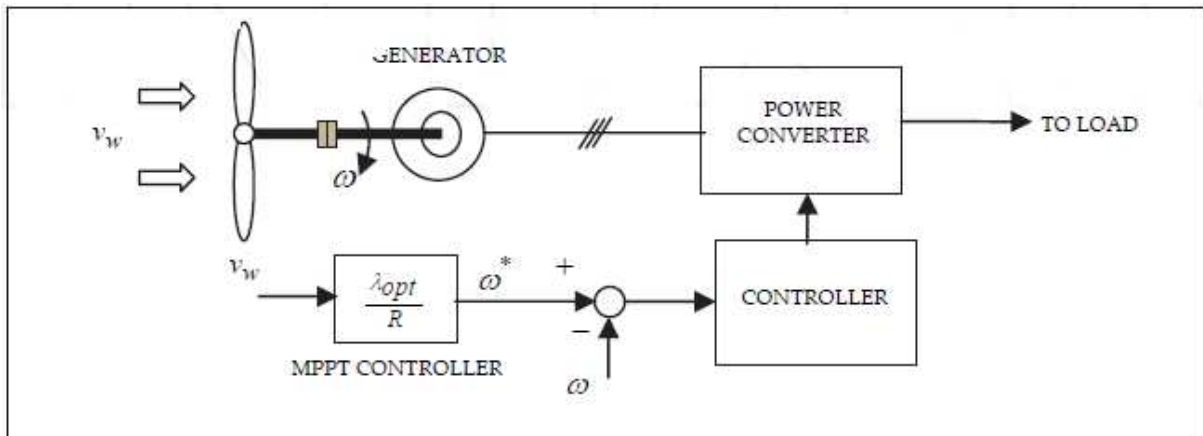 GENERATOR
v_w
ω
POWER
CONVERTER
TO LOAD
v_w
λopt
R
ω*
+
−
ω
MPPT CONTROLLER
CONTROLLER